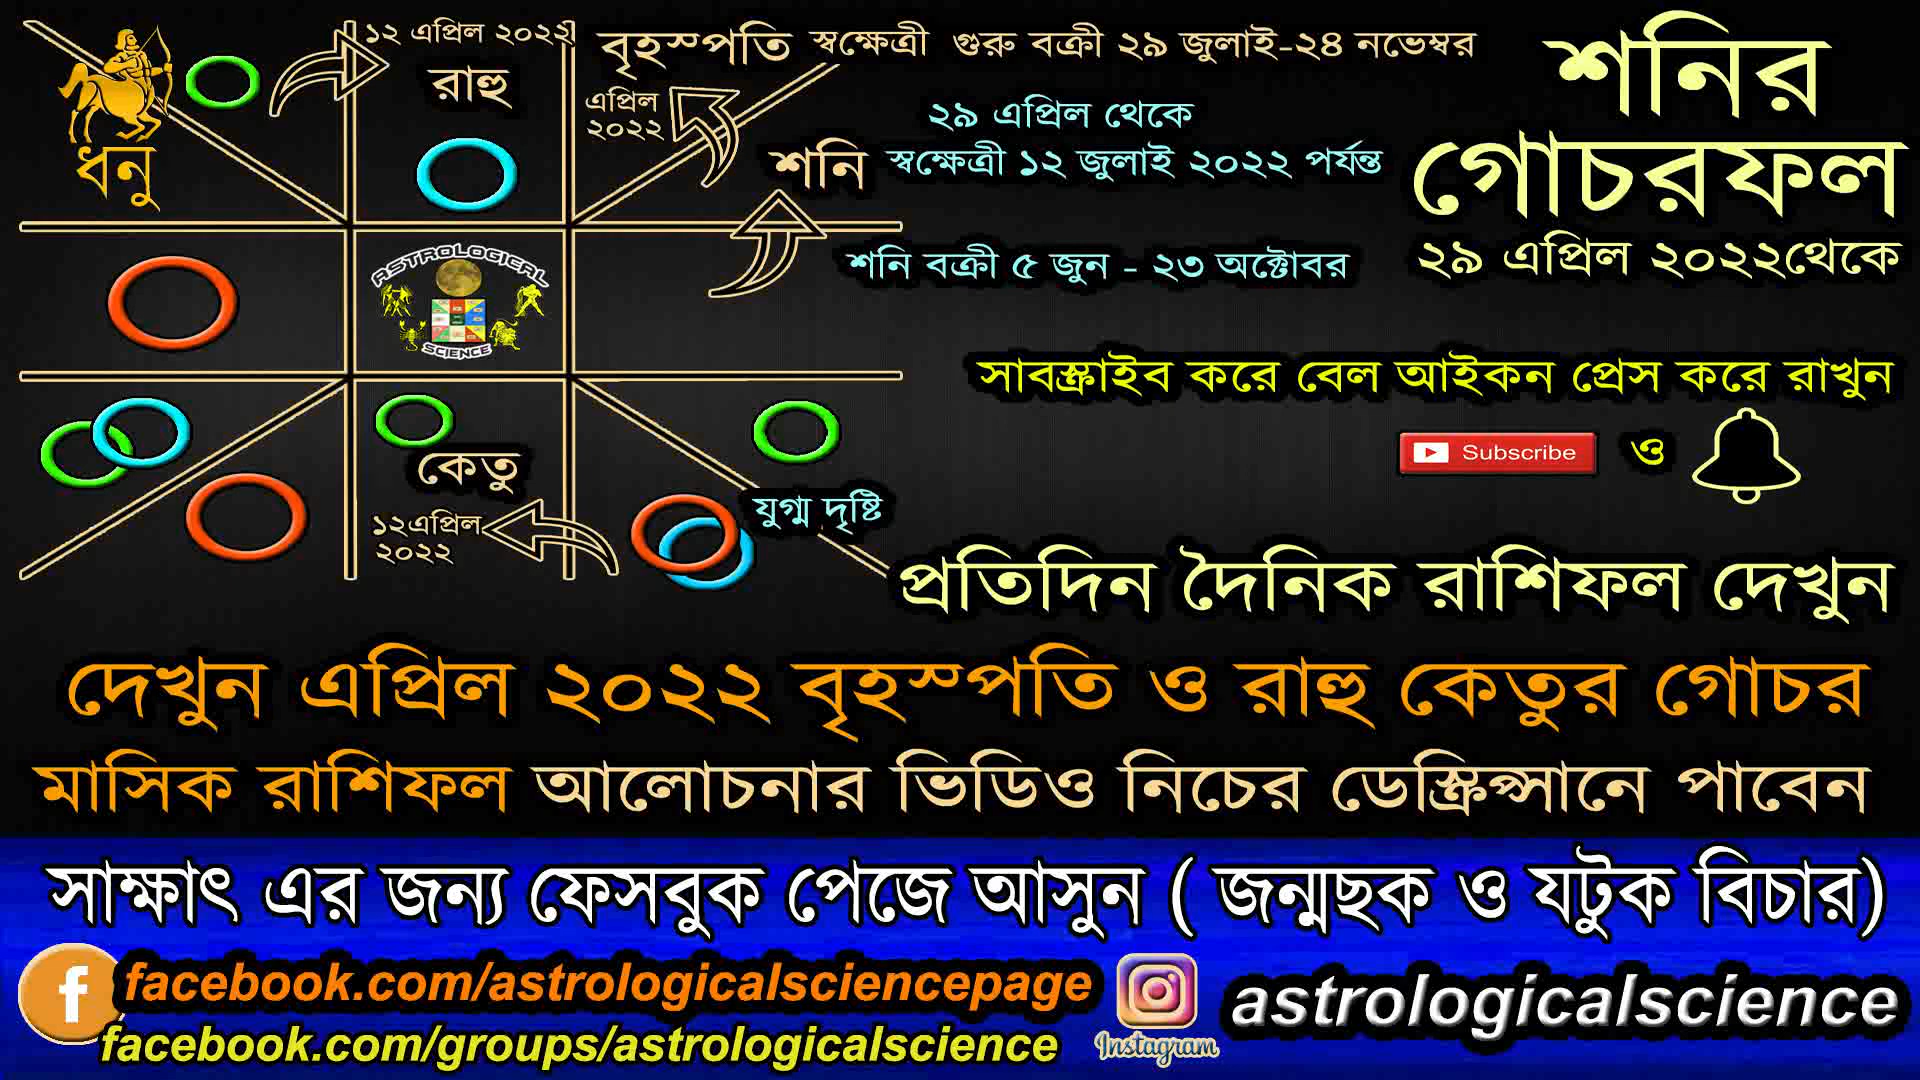 ১২ এপ্রিল ২০২২
রাহু
ধনু
বৃহস্পতি স্বক্ষেত্রী গুরু বক্রী ২৯ জুলাই-২৪ নভেম্বর
এপ্রিল
২০২২
২৯ এপ্রিল থেকে
শনি স্বক্ষেত্রী ১২ জুলাই ২০২২ পর্যন্ত
শনি বক্রী ৫ জুন - ২৩ অক্টোবর
শনির
গোচরফল
২৯ এপ্রিল ২০২২থেকে
ASTROLOGICAL
SCIENCE
সাবস্ক্রাইব করে বেল আইকন প্রেস করে রাখুন
Subscribe ও
কেতু
১২এপ্রিল
২০২২
যুগ্ম দৃষ্টি
প্রতিদিন দৈনিক রাশিফল দেখুন
দেখুন এপ্রিল ২০২২ বৃহস্পতি ও রাহু কেতুর গোচর
মাসিক রাশিফল আলোচনার ভিডিও নিচের ডেস্ক্রিপ্সানে পাবেন
সাক্ষাৎ এর জন্য ফেসবুক পেজে আসুন ( জন্মছক ও যটুক বিচার)
facebook.com/astrologicalsciencepage
facebook.com/groups/astrologicalscience
Instagram
astrologicalscience